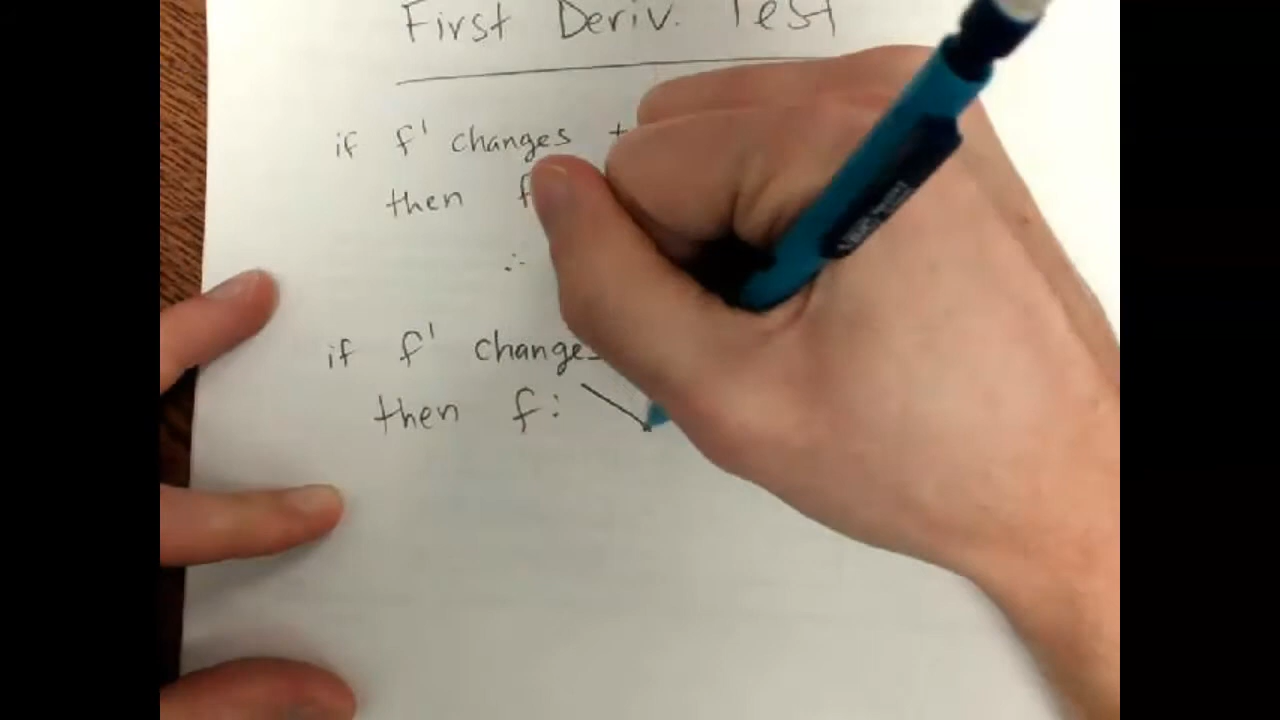 First Deriv. Test
if f' changes +
then f
∴
if f' changes
then f: